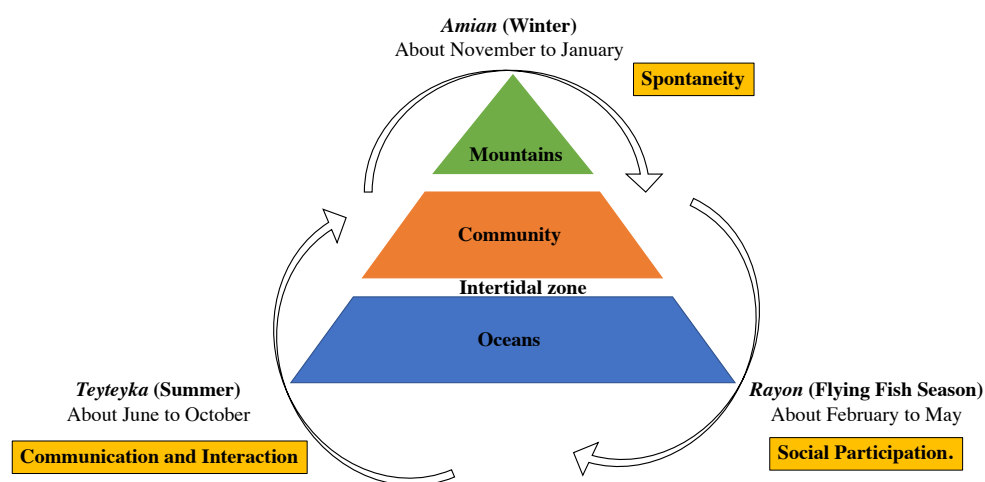 Amian (Winter)
About November to January
Spontaneity
Mountains
Community
Intertidal zone
Oceans
Teyteyka (Summer)
About June to October
Communication and Interaction
Rayon (Flying Fish Season)
About February to May
Social Participation.